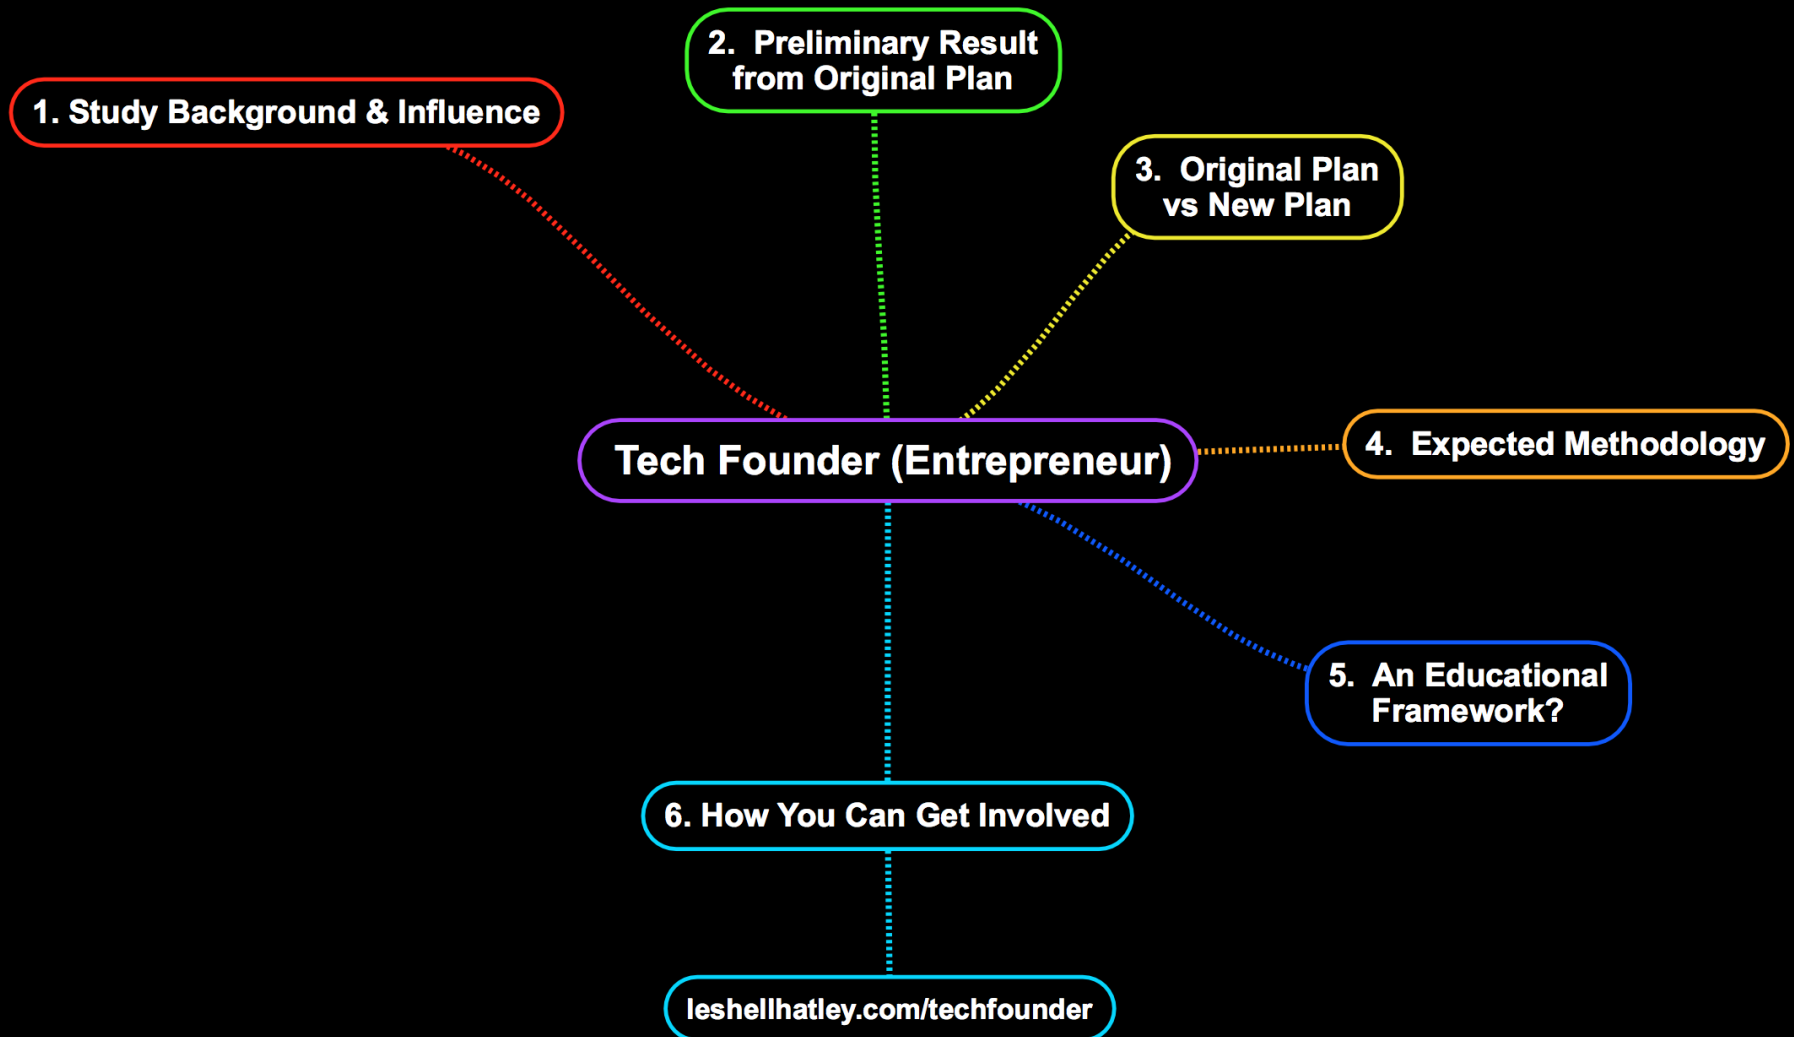 1. Study Background & Influence
2.  Preliminary Result
from Original Plan
3.  Original Plan
vs New Plan
Tech Founder (Entrepreneur)
4.  Expected Methodology
5.  An Educational
Framework?
6. How You Can Get Involved
leshellhatley.com/techfounder